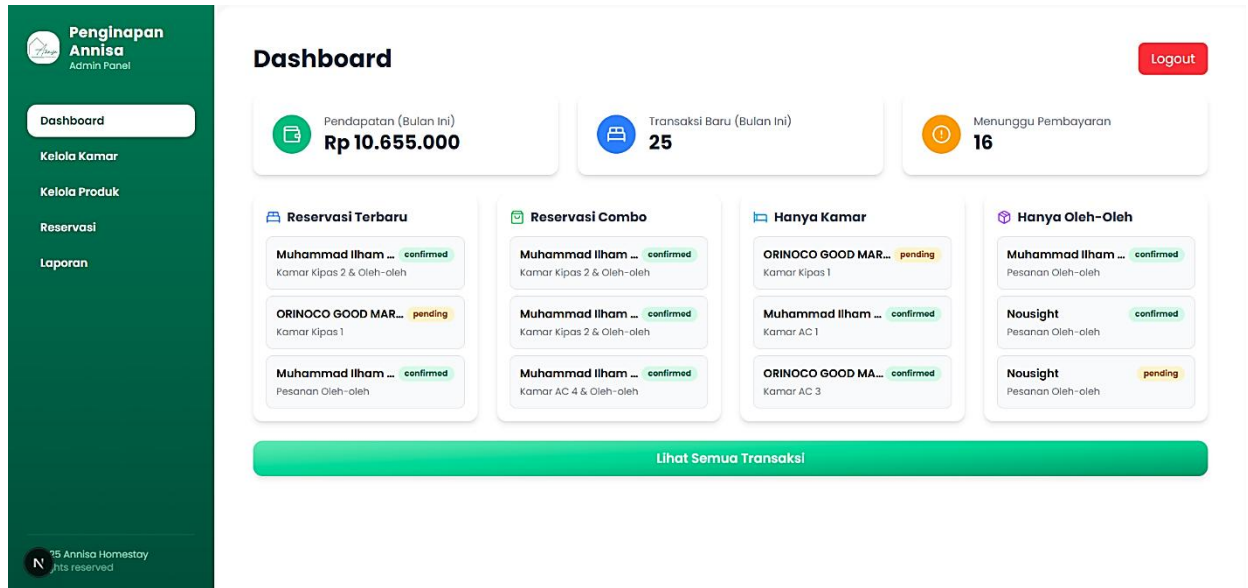 Penginapan
Annisa
Admin Panel
Dashboard
Kelola Kamar
Kelola Produk
Reservasi
Laporan
25 Annisa Homestay
reserved
N
Dashboard
Logout
Pendapatan (Bulan Ini)
Rp 10.655.000
Transaksi Baru (Bulan Ini)
25
Menunggu Pembayaran
16
Reservasi Terbaru
Muhammad Ilham ... confirmed
Kamar Kipas 2 & Oleh-oleh
ORINOCO GOOD MAR... pending
Kamar Kipas 1
Muhammad Ilham ... confirmed
Pesanan Oleh-oleh
Reservasi Combo
Muhammad Ilham ... confirmed
Kamar Kipas 2 & Oleh-oleh
Muhammad Ilham ... confirmed
Kamar Kipas 2 & Oleh-oleh
Muhammad Ilham ... confirmed
Kamar AC 4 & Oleh-oleh
Hanya Kamar
ORINOCO GOOD MAR... pending
Kamar Kipas 1
Muhammad Ilham ... confirmed
Kamar AC 1
ORINOCO GOOD MA... confirmed
Kamar AC 3
Hanya Oleh-Oleh
Muhammad Ilham ... confirmed
Pesanan Oleh-oleh
Nousight confirmed
Pesanan Oleh-oleh
Nousight pending
Pesanan Oleh-oleh
Lihat Semua Transaksi